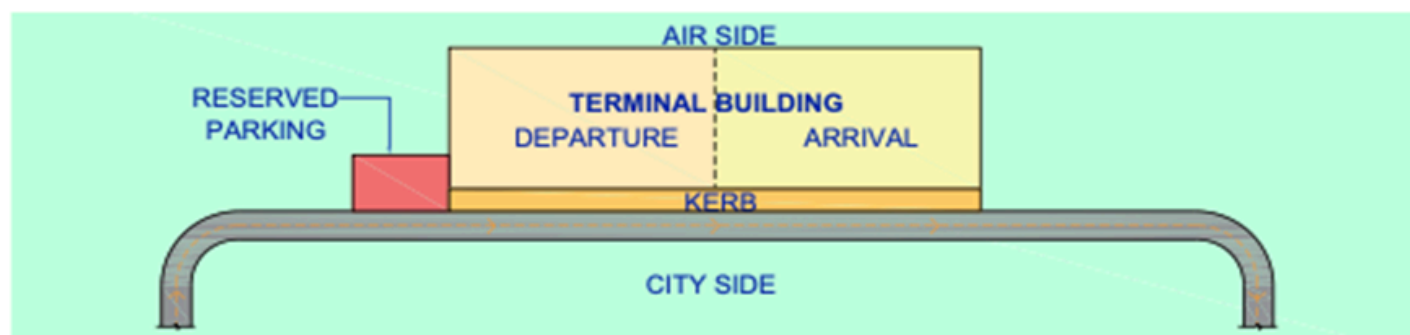 AIR SIDE
RESERVED
PARKING
TERMINAL BUILDING
DEPARTURE
ARRIVAL
KERB
CITY SIDE